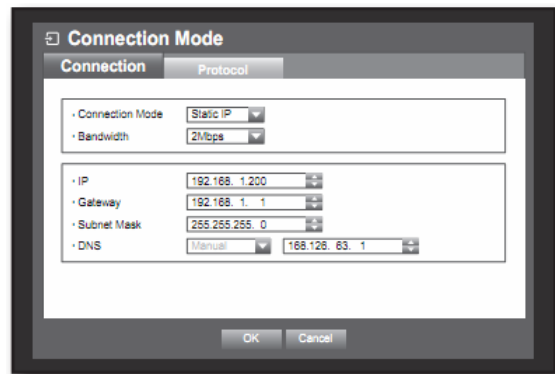 Connection Mode
Connection Protocol
· Connection Mode Static IP
· Bandwidth 2Mbps
· IP 192.168. 1.200
· Gateway 192.168. 1. 1
· Subnet Mask 255.255.255. 0
· DNS Manual 168.126. 63. 1
OK Cancel